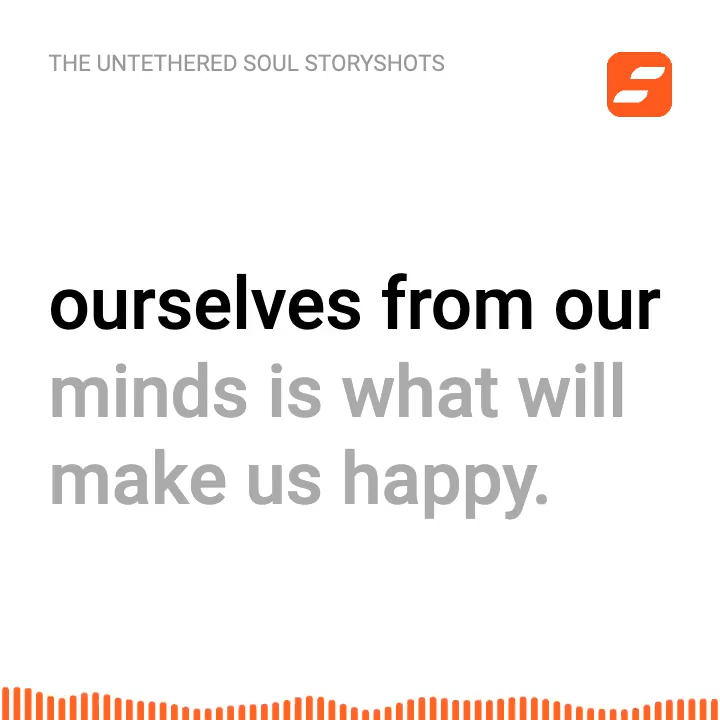 THE UNTETHERED SOUL STORYSHOTS
ourselves from our
minds is what will
make us happy.